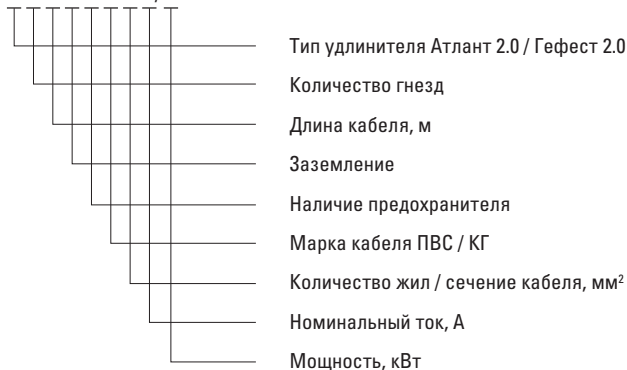 Тип удлинителя Атлант 2.0 / Гефест 2.0
Количество гнезд
Длина кабеля, м
Заземление
Наличие предохранителя
Марка кабеля ПВС / КГ
Количество жил / сечение кабеля, мм²
Номинальный ток, А
Мощность, кВт